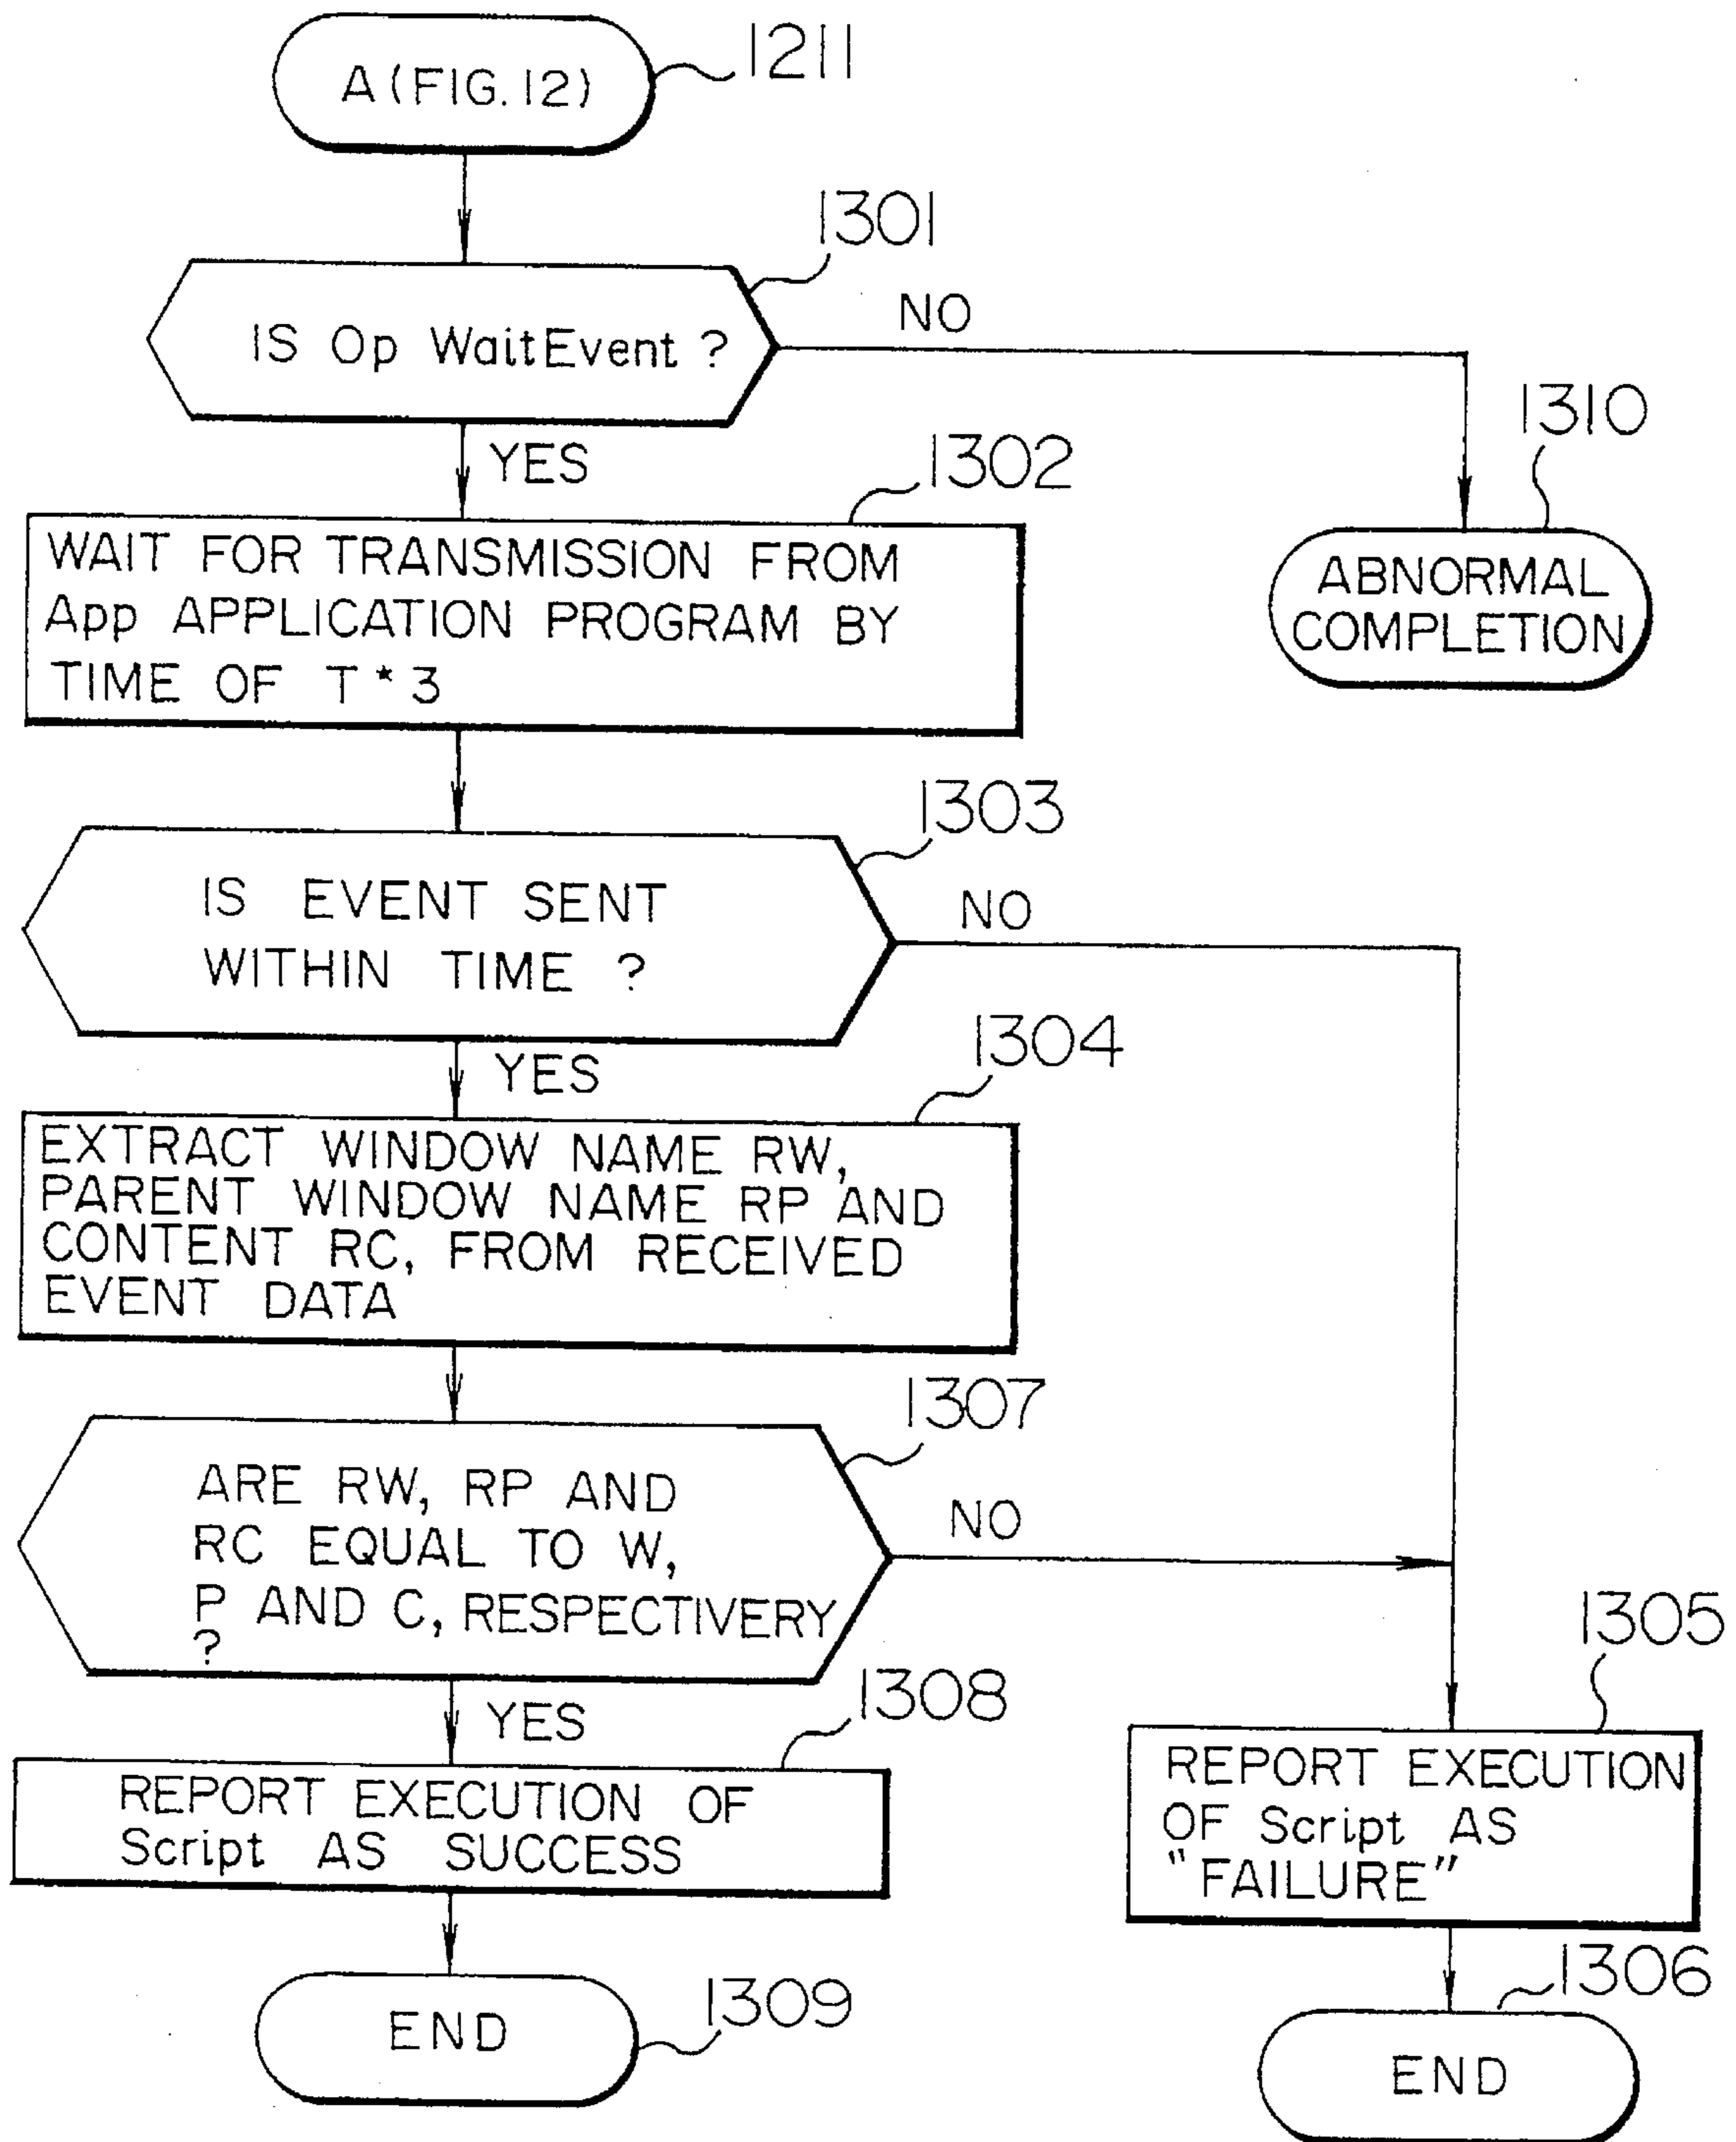 A (FIG. 12)
1211
1301
IS Op WaitEvent ?
NO
1310
YES
1302
ABNORMAL
COMPLETION
WAIT FOR TRANSMISSION FROM
App APPLICATION PROGRAM BY
TIME OF T * 3
1303
IS EVENT SENT
WITHIN TIME ?
NO
YES
1304
EXTRACT WINDOW NAME RW,
PARENT WINDOW NAME RP AND
CONTENT RC, FROM RECEIVED
EVENT DATA
1307
ARE RW, RP AND
RC EQUAL TO W,
P AND C, RESPECTIVERY
?
NO
YES
1308
REPORT EXECUTION OF
Script AS SUCCESS
1305
REPORT EXECUTION
OF Script AS
"FAILURE"
END
1309
1306
END